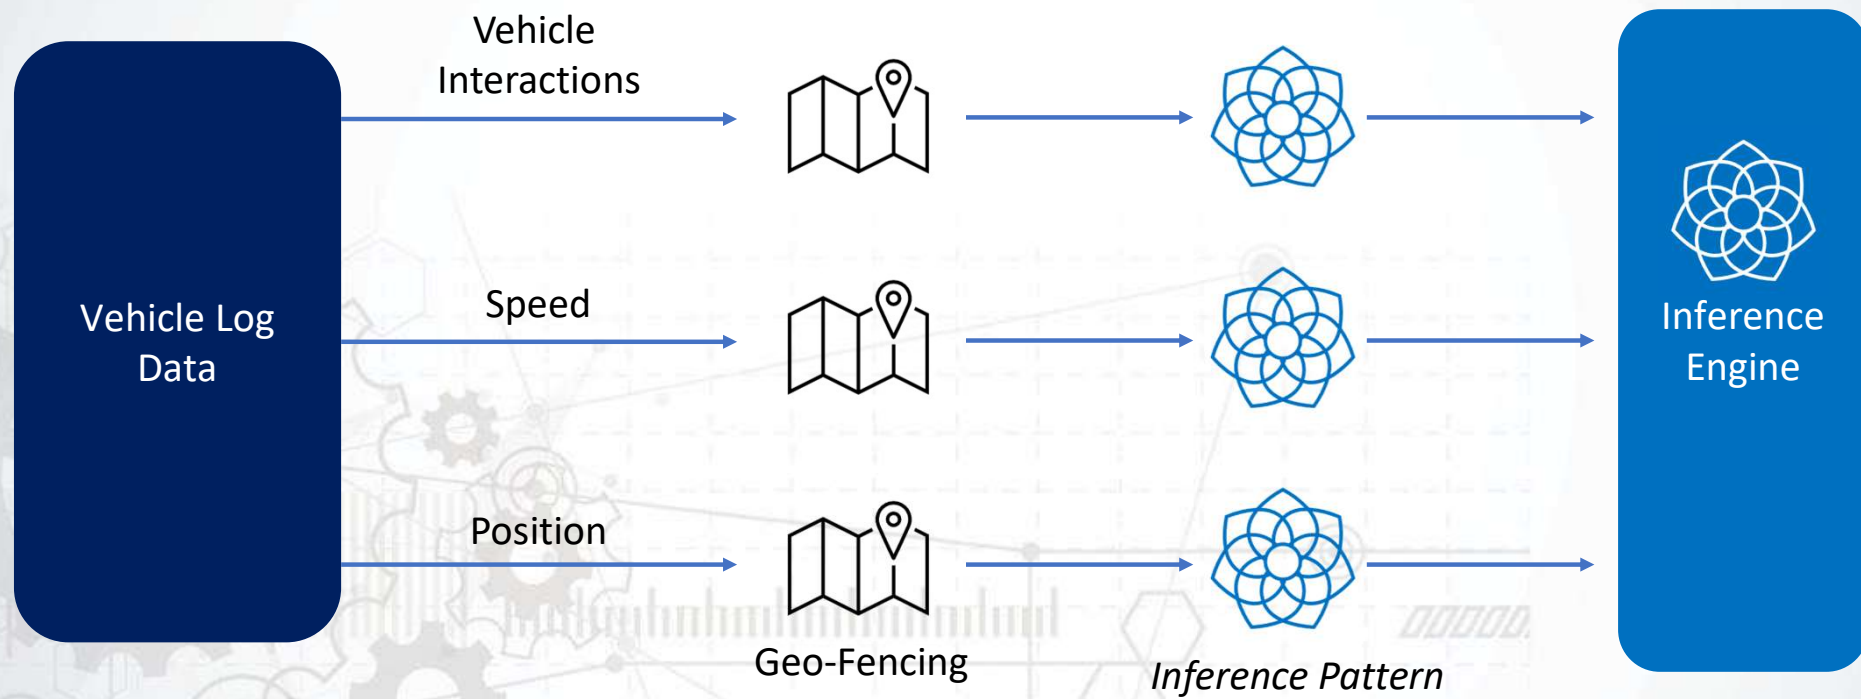 Vehicle
Interactions
Speed
Vehicle Log
Data
Position
Geo-Fencing
Inference Pattern
Inference
Engine